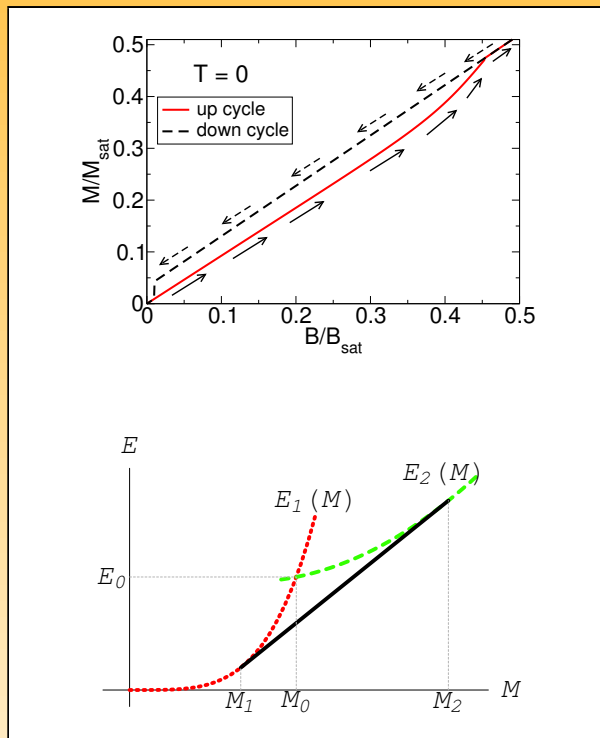 0.5
0.4
0.3
0.2
0.1
0
M/M_sat
T = 0
up cycle
down cycle
0 0.1 0.2 0.3 0.4 0.5
B/B_sat
E
E_1 (M) E_2 (M)
E_0
M_1 M_0 M_2 M